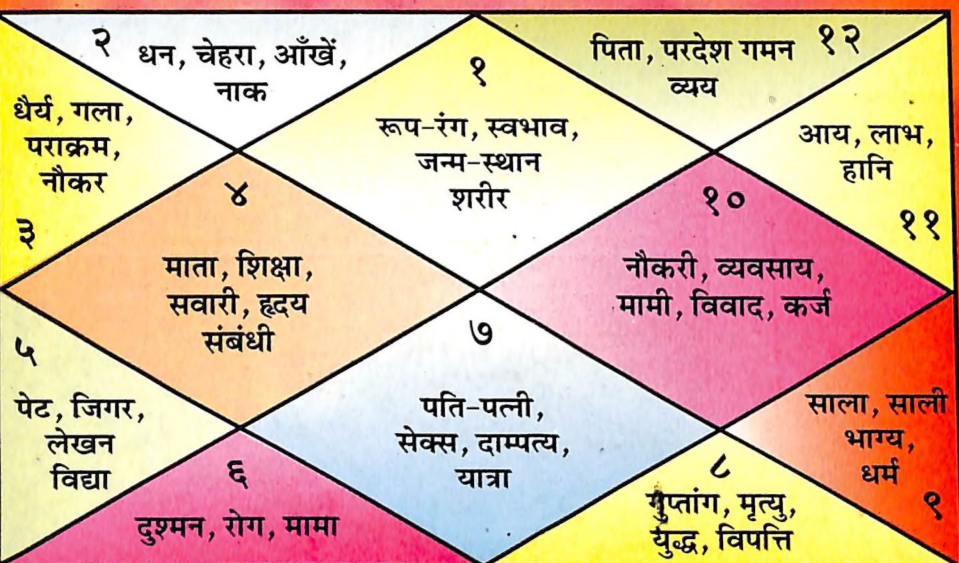 १
रूप-रंग, स्वभाव,
जन्म-स्थान
शरीर
२
धन, चेहरा, आँखें,
नाक
धैर्य, गला,
पराक्रम,
नौकर
३
४
माता, शिक्षा,
सवारी, हृदय
संबंधी
५
पेट, जिगर,
लेखन
विद्या
६
दुश्मन, रोग, मामा
७
पति-पत्नी,
सेक्स, दाम्पत्य,
यात्रा
८
गुप्तांग, मृत्यु,
युद्ध, विपत्ति
साला, साली
भाग्य,
धर्म
९
१०
नौकरी, व्यवसाय,
मामी, विवाद, कर्ज
आय, लाभ,
हानि
११
पिता, परदेश गमन १२
व्यय